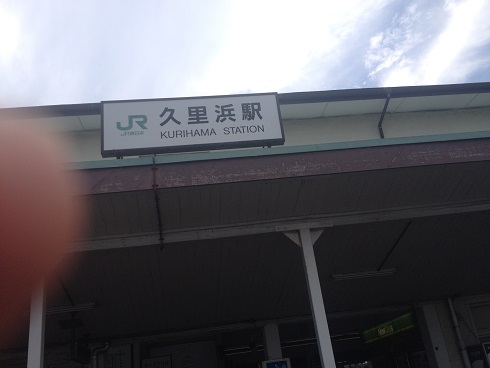 JR
久里浜駅
KURIHAMA STATION